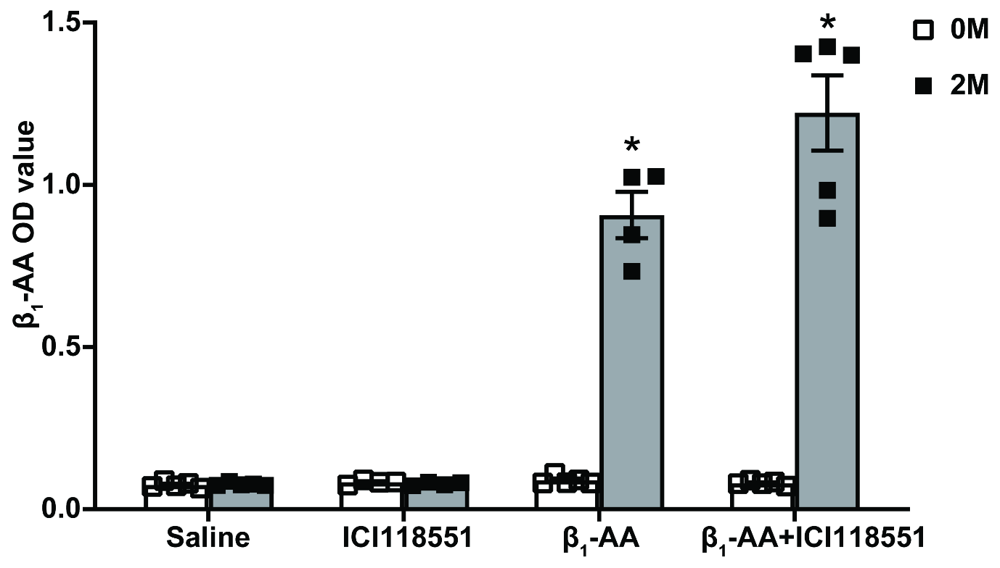 β₁-AA OD value
1.5
1.0
0.5
0.0
*
*
0M
2M
Saline
ICI118551
β₁-AA
β₁-AA+ICI118551